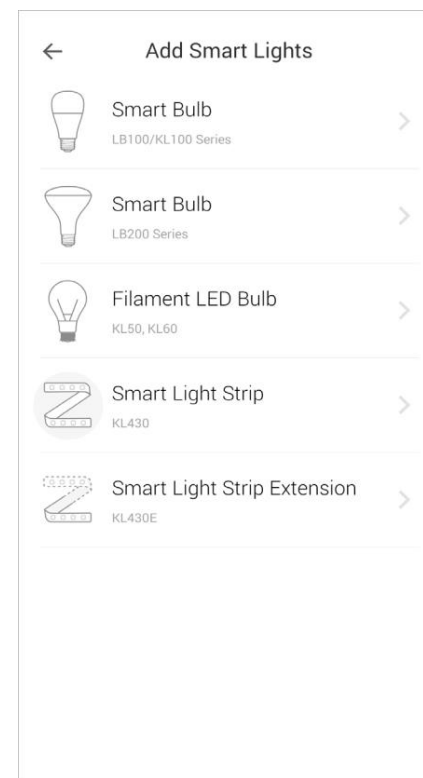 Add Smart Lights
Smart Bulb
LB100/KL100 Series
Smart Bulb
LB200 Series
Filament LED Bulb
KL50, KL60
Smart Light Strip
KL430
Smart Light Strip Extension
KL430E